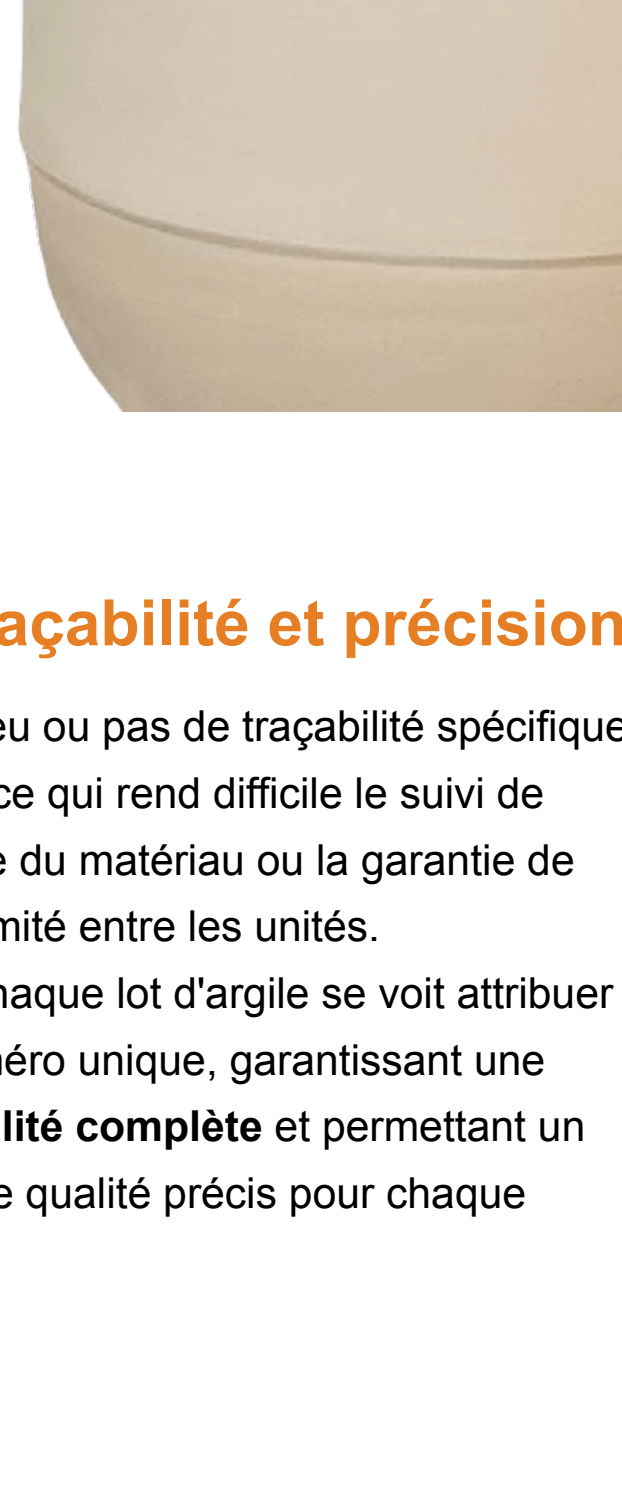 açabilité et précision
eu ou pas de traçabilité spécifique
ce qui rend difficile le suivi de
e du matériau ou la garantie de
mité entre les unités.
haque lot d'argile se voit attribuer
éro unique, garantissant une
lité complète et permettant un
e qualité précis pour chaque